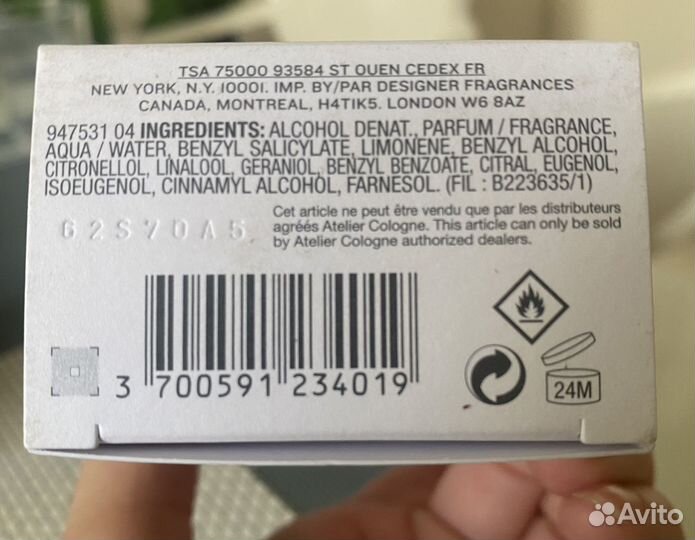 TSA 75000 93584 ST OUEN CEDEX FR
NEW YORK, N.Y. 10001. IMP. BY/PAR DESIGNER FRAGRANCES
CANADA, MONTREAL, H4T1K5. LONDON W6 8AZ
947531 04 INGREDIENTS: ALCOHOL DENAT., PARFUM / FRAGRANCE,
AQUA / WATER, BENZYL SALICYLATE, LIMONENE, BENZYL ALCOHOL,
CITRONELLOL, LINALOOL, GERANIOL, BENZYL BENZOATE, CITRAL, EUGENOL,
ISOEUGENOL, CINNAMYL ALCOHOL, FARNESOL. (FIL : B223635/1)
62S70A5
Cet article ne peut être vendu que par les distributeurs
agréés Atelier Cologne. This article can only be sold
by Atelier Cologne authorized dealers.
3 700591 234019
24M
Avito